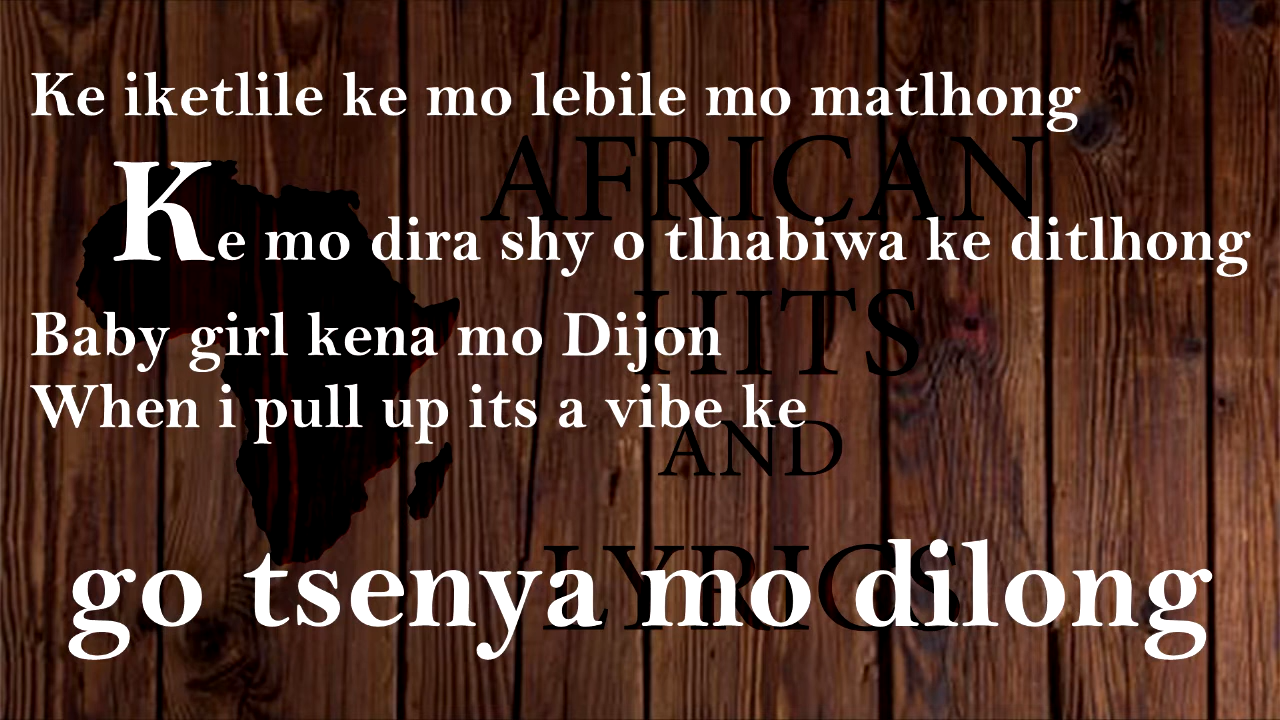 Ke iketlile ke mo lebile mo matlhong
AFRICAN
Ke mo dira shy o tlhabiwa ke ditlhong
HITS
Baby girl kena mo Dijon
When i pull up its a vibe ke
AND
LYRICS
go tsenya mo dilong